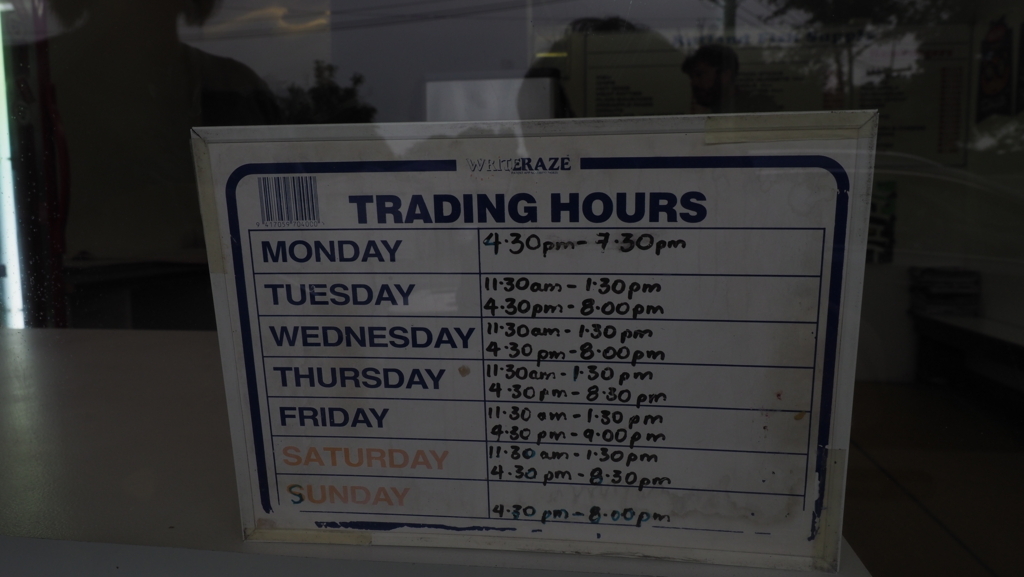 WRITERAZE
TRADING HOURS
MONDAY 4.30pm - 7.30pm
TUESDAY 11.30am - 1.30pm
4.30pm - 8.00pm
WEDNESDAY 11.30am - 1.30pm
4.30pm - 8.00pm
THURSDAY 11.30am - 1.30pm
4.30pm - 8.30pm
FRIDAY 11.30am - 1.30pm
4.30pm - 9.00pm
SATURDAY 11.30am - 1.30pm
4.30pm - 8.30pm
SUNDAY 4.30pm - 8.00pm